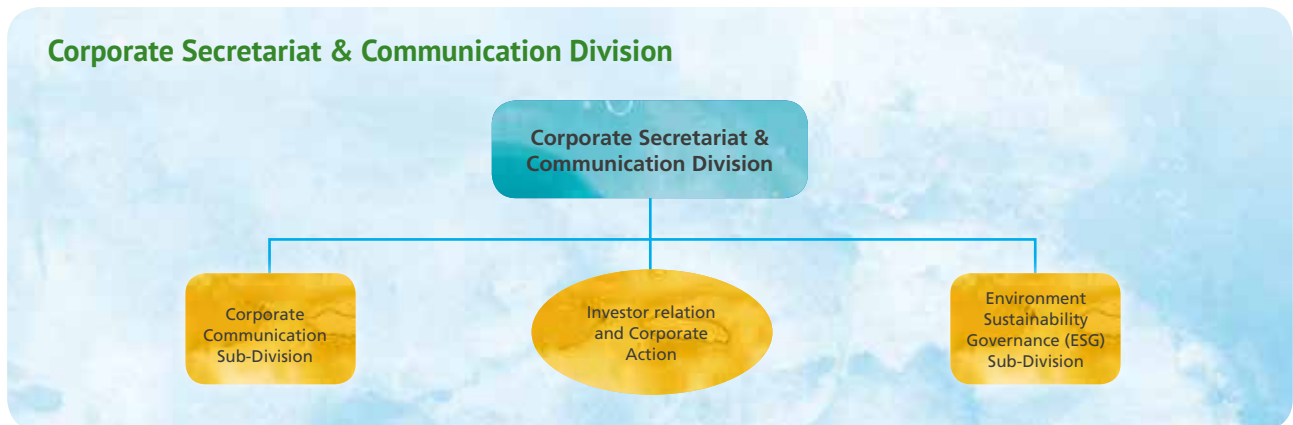 Corporate Secretariat & Communication Division
Corporate Secretariat &
Communication Division
Corporate
Communication
Sub-Division
Investor relation
and Corporate
Action
Environment
Sustainability
Governance (ESG)
Sub-Division